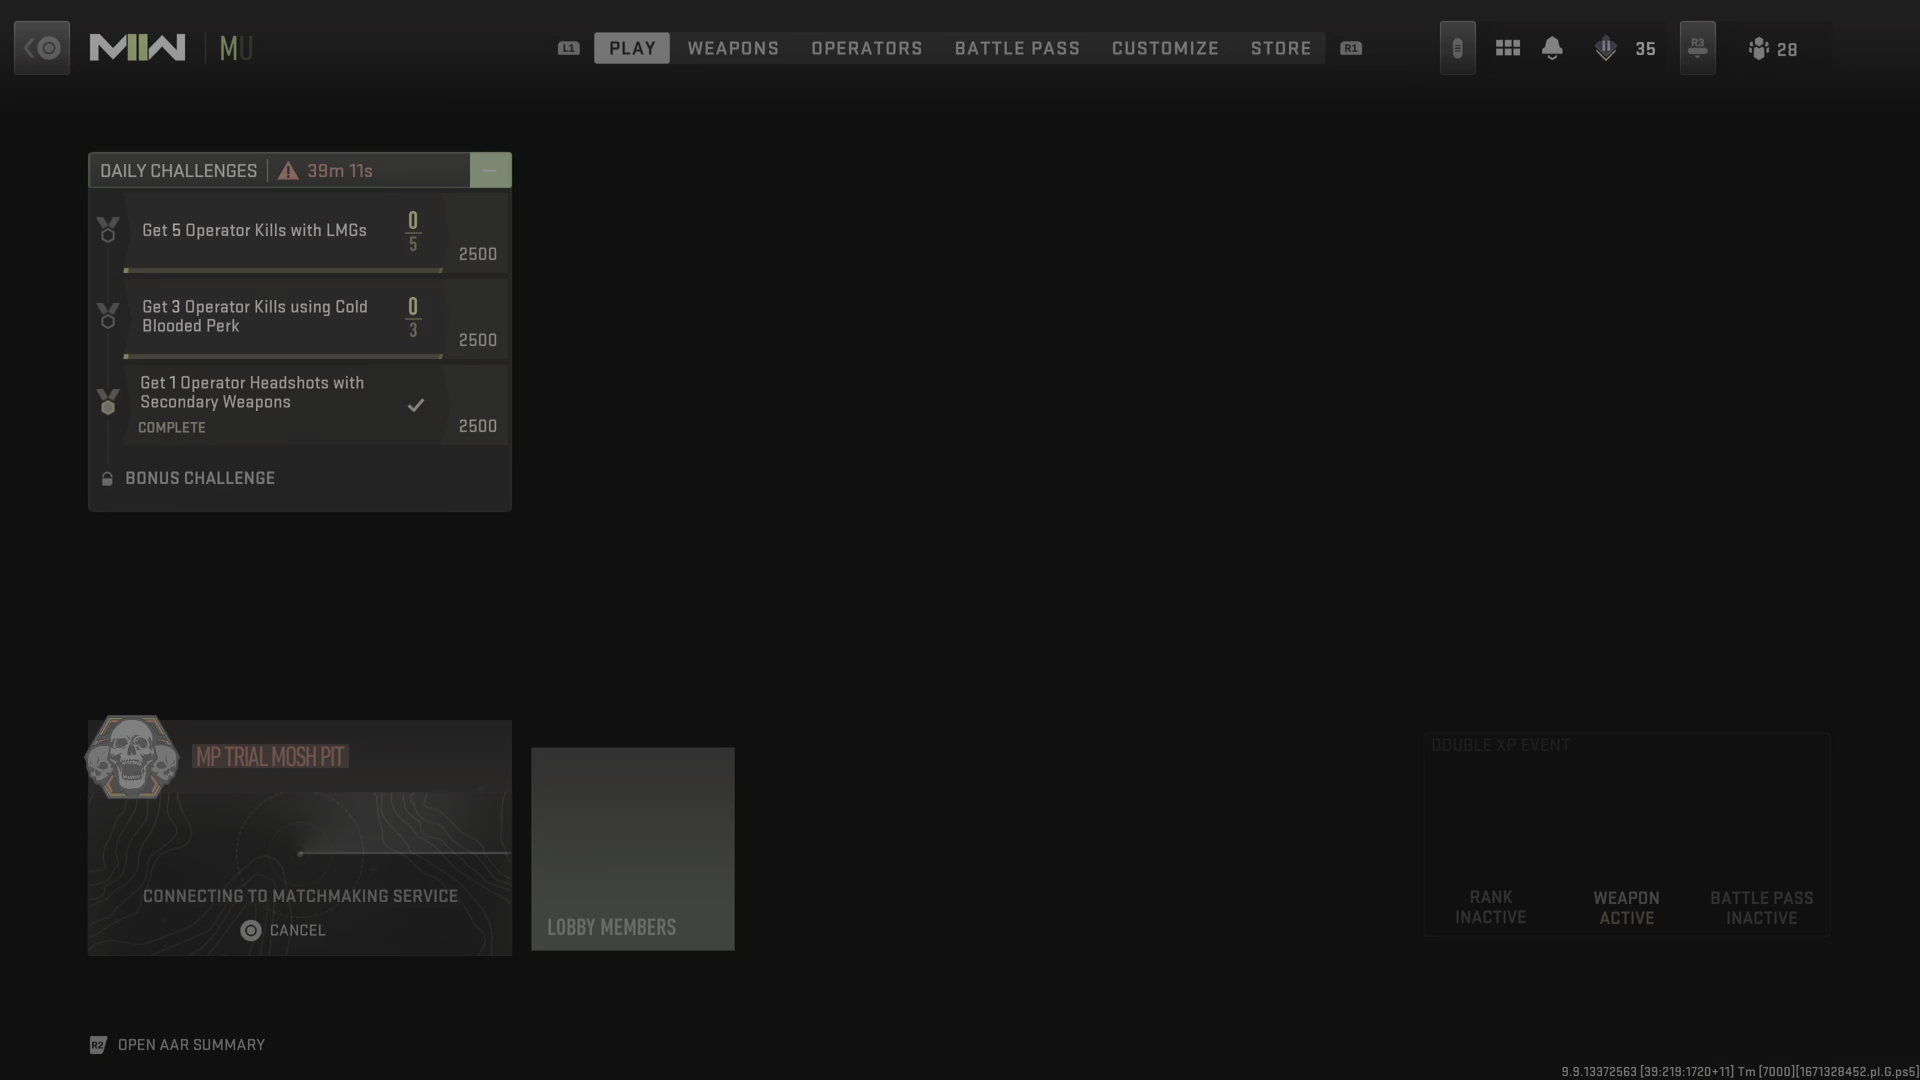 MWII
MU
L1
PLAY
WEAPONS
OPERATORS
BATTLE PASS
CUSTOMIZE
STORE
R1
35
R3
28
DAILY CHALLENGES
39m 11s
Get 5 Operator Kills with LMGs
0
5
2500
Get 3 Operator Kills using Cold
Blooded Perk
0
3
2500
Get 1 Operator Headshots with
Secondary Weapons
COMPLETE
2500
BONUS CHALLENGE
MP TRIAL MOSH PIT
CONNECTING TO MATCHMAKING SERVICE
CANCEL
LOBBY MEMBERS
DOUBLE XP EVENT
RANK
INACTIVE
WEAPON
ACTIVE
BATTLE PASS
INACTIVE
R2
OPEN AAR SUMMARY
9.9.13372563 [39:219:1720+11] Tm [7000][1671328452.pl.G.ps5]